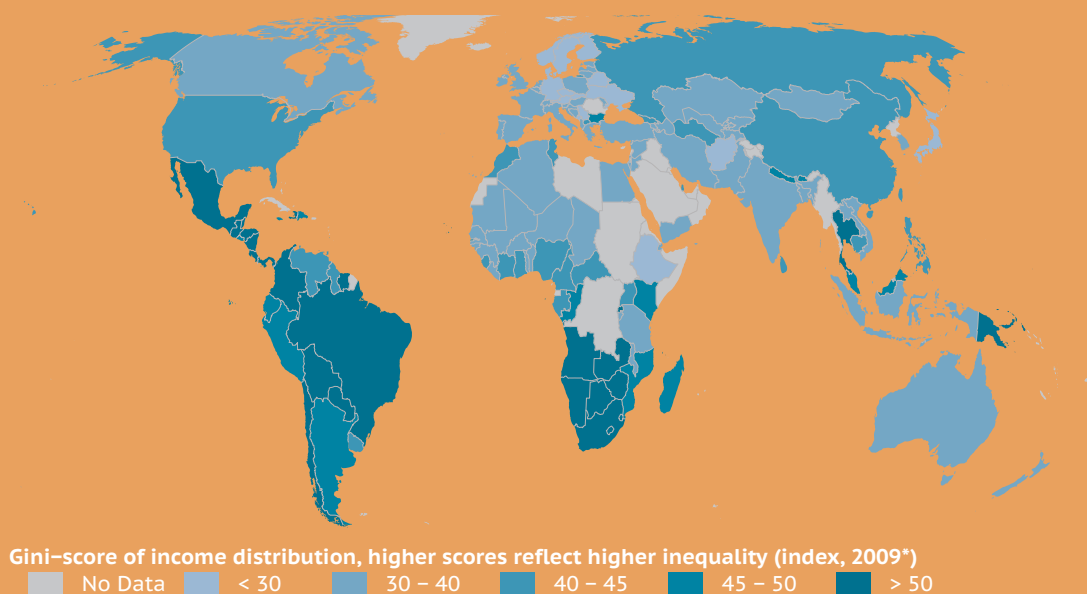 Gini–score of income distribution, higher scores reflect higher inequality (index, 2009*)
No Data < 30 30 – 40 40 – 45 45 – 50 > 50